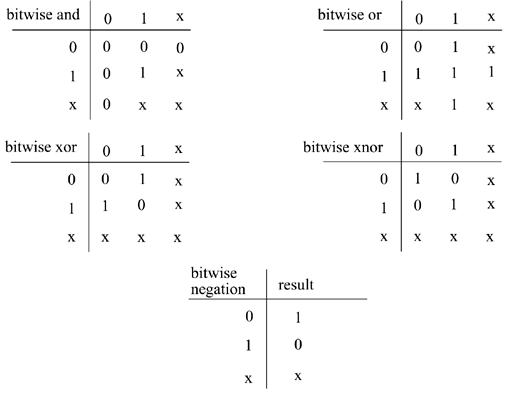 bitwise and 0 1 x
0 0 0 0
1 0 1 x
x 0 x x
bitwise or 0 1 x
0 0 1 x
1 1 1 1
x x 1 x
bitwise xor 0 1 x
0 0 1 x
1 1 0 x
x x x x
bitwise xnor 0 1 x
0 1 0 x
1 0 1 x
x x x x
bitwise
negation result
0 1
1 0
x x